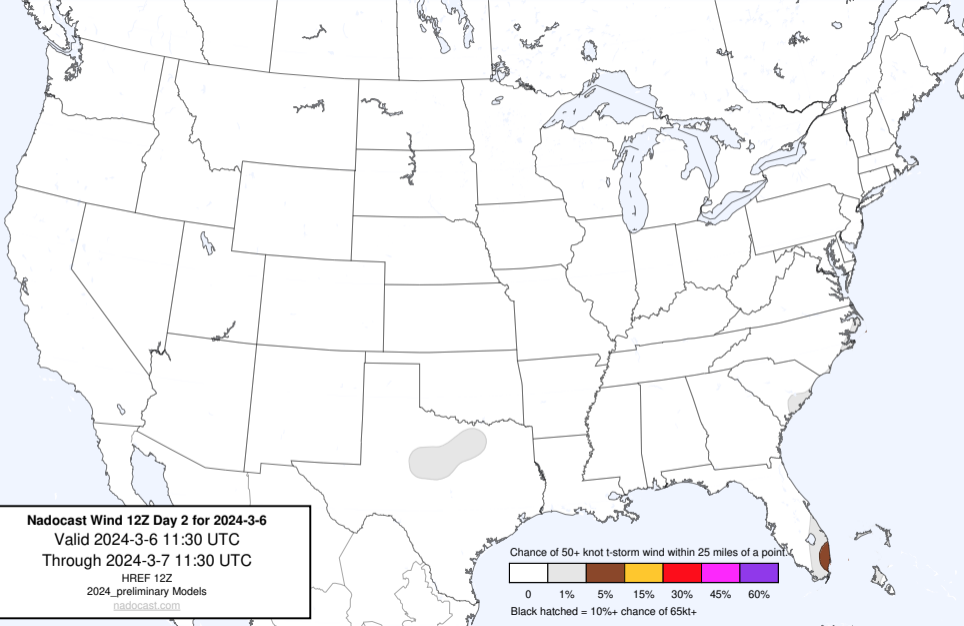 Nadocast Wind 12Z Day 2 for 2024-3-6
Valid 2024-3-6 11:30 UTC
Through 2024-3-7 11:30 UTC
HREF 12Z
2024_preliminary Models
nadocast.com
Chance of 50+ knot t-storm wind within 25 miles of a point.
0 1% 5% 15% 30% 45% 60%
Black hatched = 10%+ chance of 65kt+